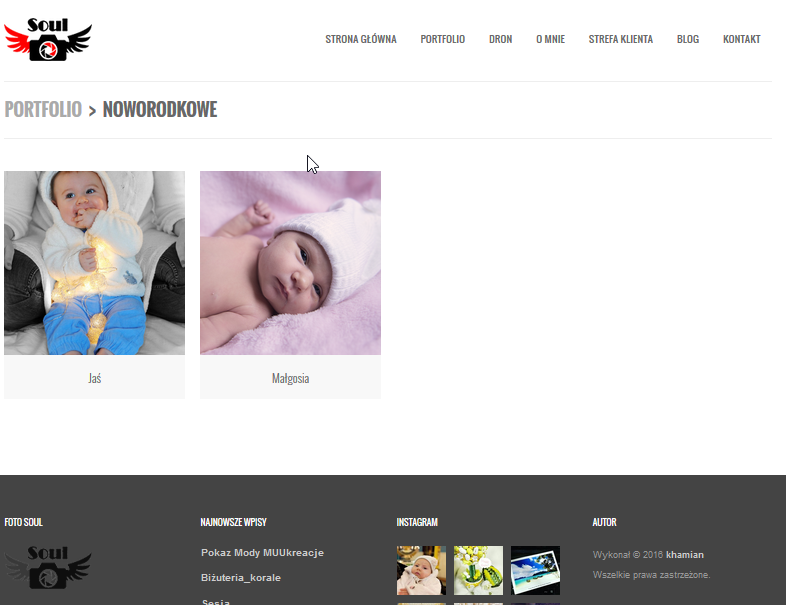 Soul
STRONA GŁÓWNA PORTFOLIO DRON O MNIE STREFA KLIENTA BLOG KONTAKT
PORTFOLIO > NOWORODKOWE
Jaś
Małgosia
FOTO SOUL
Soul
NAJNOWSZE WPISY
Pokaz Mody MUUkreacje
Biżuteria_korale
Sesja
INSTAGRAM
AUTOR
Wykonał © 2016 khamian
Wszelkie prawa zastrzeżone.